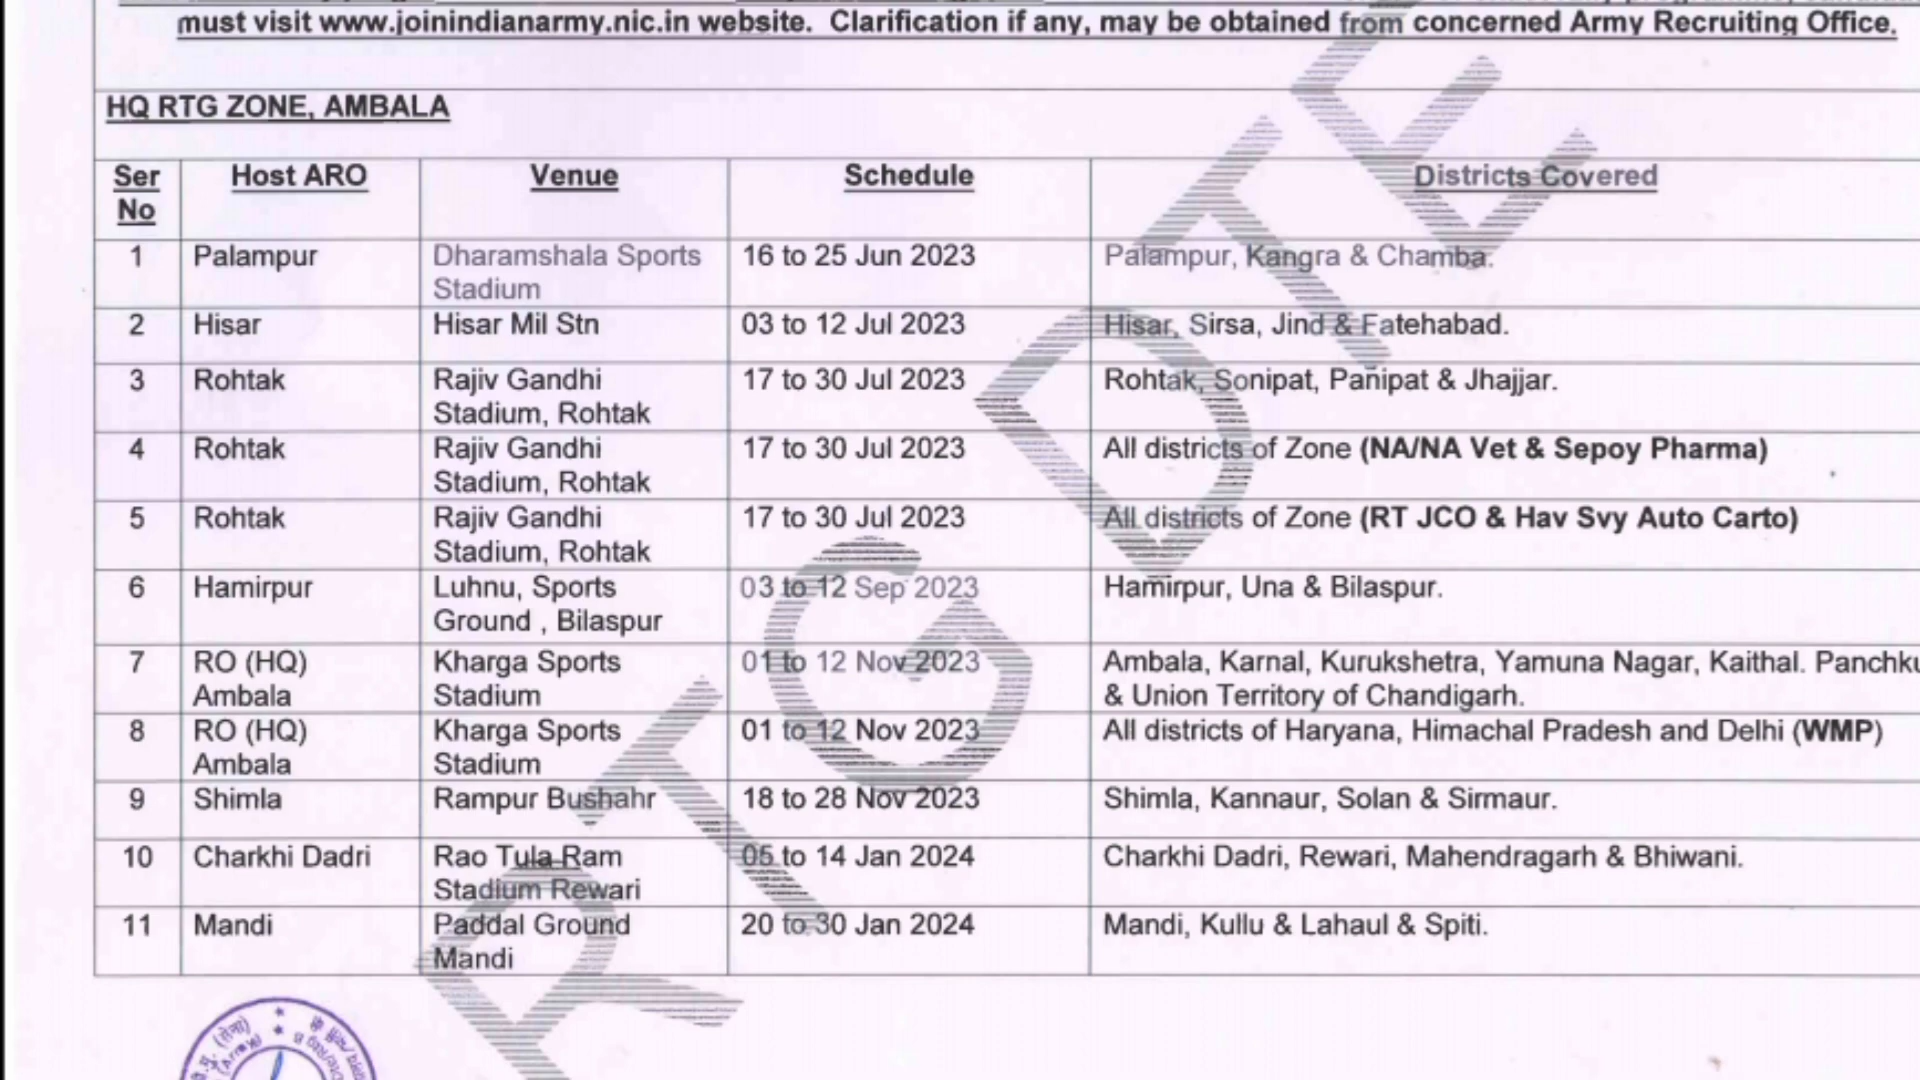 must visit www.joinindianarmy.nic.in website. Clarification if any, may be obtained from concerned Army Recruiting Office.
HQ RTG ZONE, AMBALA
Ser No Host ARO Venue Schedule Districts Covered
1 Palampur Dharamshala Sports Stadium 16 to 25 Jun 2023 Palampur, Kangra & Chamba.
2 Hisar Hisar Mil Stn 03 to 12 Jul 2023 Hisar, Sirsa, Jind & Fatehabad.
3 Rohtak Rajiv Gandhi Stadium, Rohtak 17 to 30 Jul 2023 Rohtak, Sonipat, Panipat & Jhajjar.
4 Rohtak Rajiv Gandhi Stadium, Rohtak 17 to 30 Jul 2023 All districts of Zone (NA/NA Vet & Sepoy Pharma)
5 Rohtak Rajiv Gandhi Stadium, Rohtak 17 to 30 Jul 2023 All districts of Zone (RT JCO & Hav Svy Auto Carto)
6 Hamirpur Luhnu, Sports Ground , Bilaspur 03 to 12 Sep 2023 Hamirpur, Una & Bilaspur.
7 RO (HQ) Ambala Kharga Sports Stadium 01 to 12 Nov 2023 Ambala, Karnal, Kurukshetra, Yamuna Nagar, Kaithal. Panchku & Union Territory of Chandigarh.
8 RO (HQ) Ambala Kharga Sports Stadium 01 to 12 Nov 2023 All districts of Haryana, Himachal Pradesh and Delhi (WMP)
9 Shimla Rampur Bushahr 18 to 28 Nov 2023 Shimla, Kannaur, Solan & Sirmaur.
10 Charkhi Dadri Rao Tula Ram Stadium Rewari 05 to 14 Jan 2024 Charkhi Dadri, Rewari, Mahendragarh & Bhiwani.
11 Mandi Paddal Ground Mandi 20 to 30 Jan 2024 Mandi, Kullu & Lahaul & Spiti.
RTG DTE
(सेना)